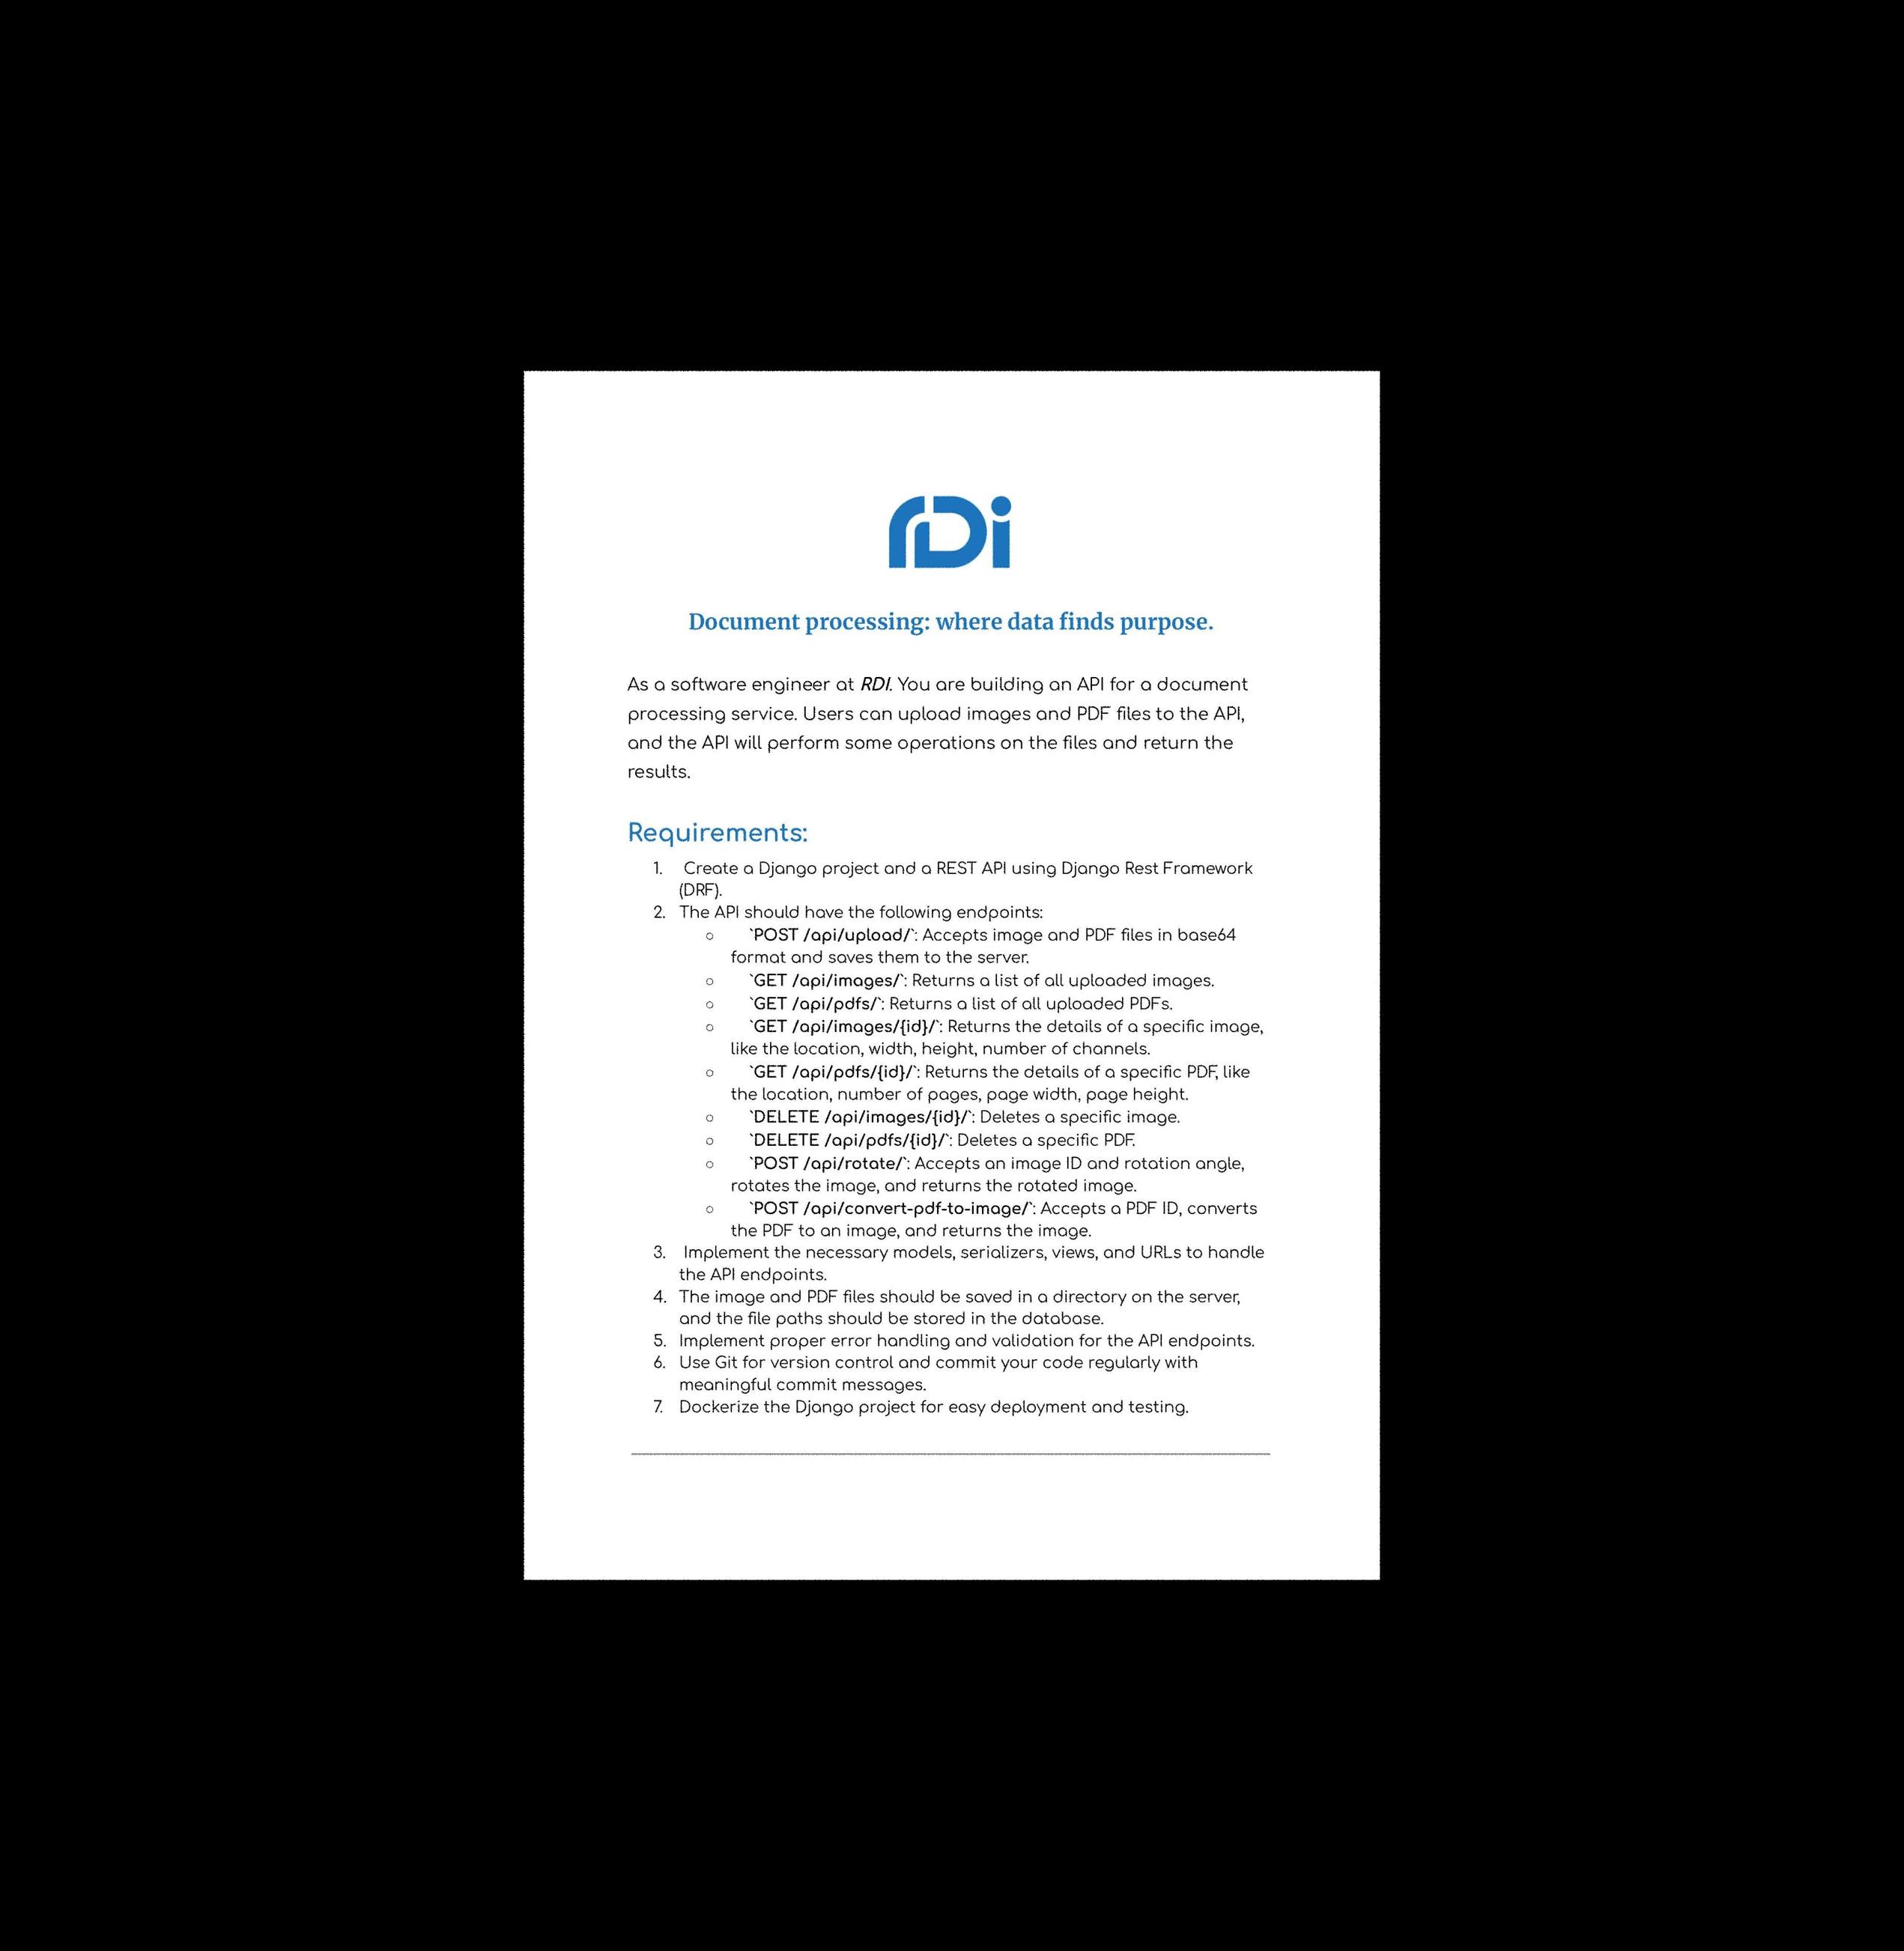 rDi
Document processing: where data finds purpose.
As a software engineer at RDI. You are building an API for a document
processing service. Users can upload images and PDF files to the API,
and the API will perform some operations on the files and return the
results.
Requirements:
1. Create a Django project and a REST API using Django Rest Framework
(DRF).
2. The API should have the following endpoints:
○ `POST /api/upload/`: Accepts image and PDF files in base64
format and saves them to the server.
○ `GET /api/images/`: Returns a list of all uploaded images.
○ `GET /api/pdfs/`: Returns a list of all uploaded PDFs.
○ `GET /api/images/{id}/`: Returns the details of a specific image,
like the location, width, height, number of channels.
○ `GET /api/pdfs/{id}/`: Returns the details of a specific PDF, like
the location, number of pages, page width, page height.
○ `DELETE /api/images/{id}/`: Deletes a specific image.
○ `DELETE /api/pdfs/{id}/`: Deletes a specific PDF.
○ `POST /api/rotate/`: Accepts an image ID and rotation angle,
rotates the image, and returns the rotated image.
○ `POST /api/convert-pdf-to-image/`: Accepts a PDF ID, converts
the PDF to an image, and returns the image.
3. Implement the necessary models, serializers, views, and URLs to handle
the API endpoints.
4. The image and PDF files should be saved in a directory on the server,
and the file paths should be stored in the database.
5. Implement proper error handling and validation for the API endpoints.
6. Use Git for version control and commit your code regularly with
meaningful commit messages.
7. Dockerize the Django project for easy deployment and testing.